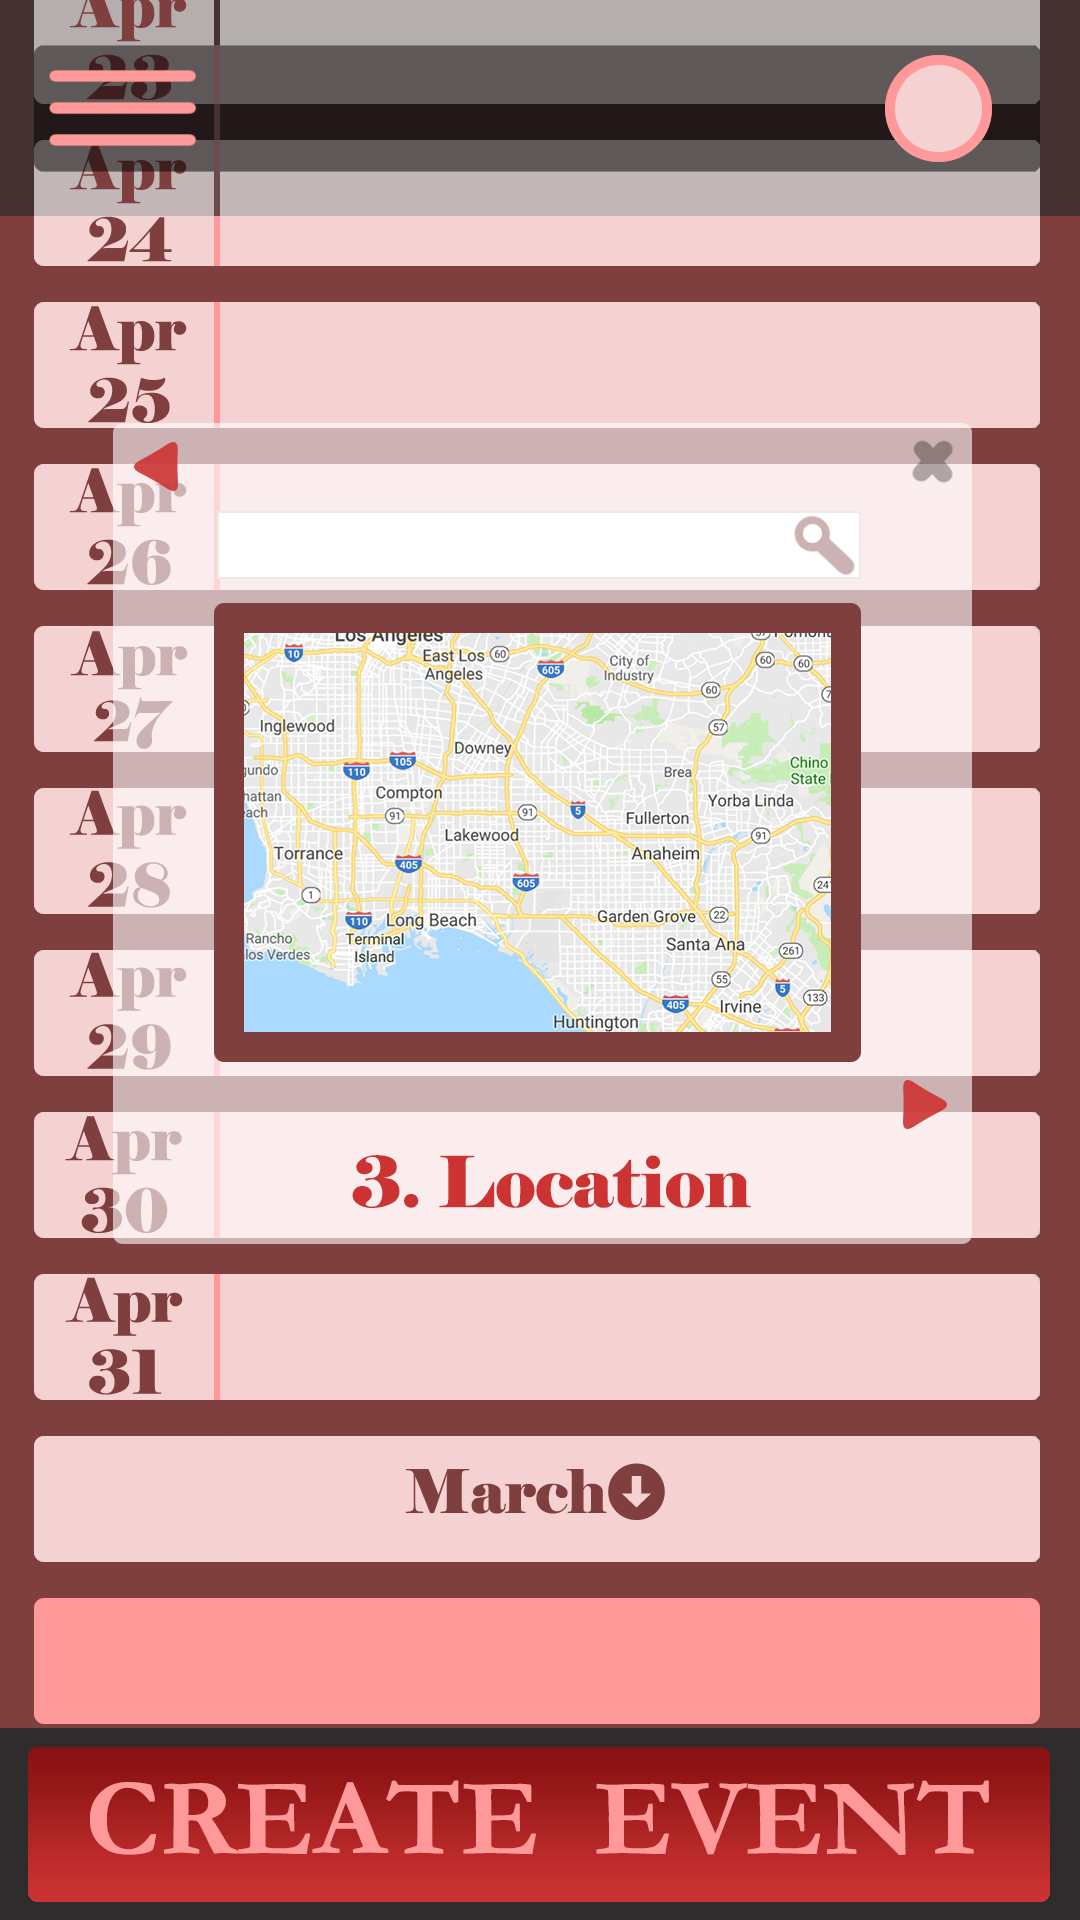 Apr
23
Apr
24
Apr
25
Apr
26
Apr
27
Apr
28
Apr
29
Apr
30
Apr
31
Los Angeles
10
East Los
Angeles
60
605
City of
Industry
60
60
60
57
Inglewood
Downey
110
105
Brea
Chino
State
Compton
Yorba Linda
91
91
5
Fullerton
91
Lakewood
Torrance
405
Anaheim
605
1
110
Long Beach
Garden Grove
22
Terminal
Island
Rancho
los Verdes
Santa Ana
261
55
5
133
405
Irvine
Huntington
3. Location
March
CREATE EVENT